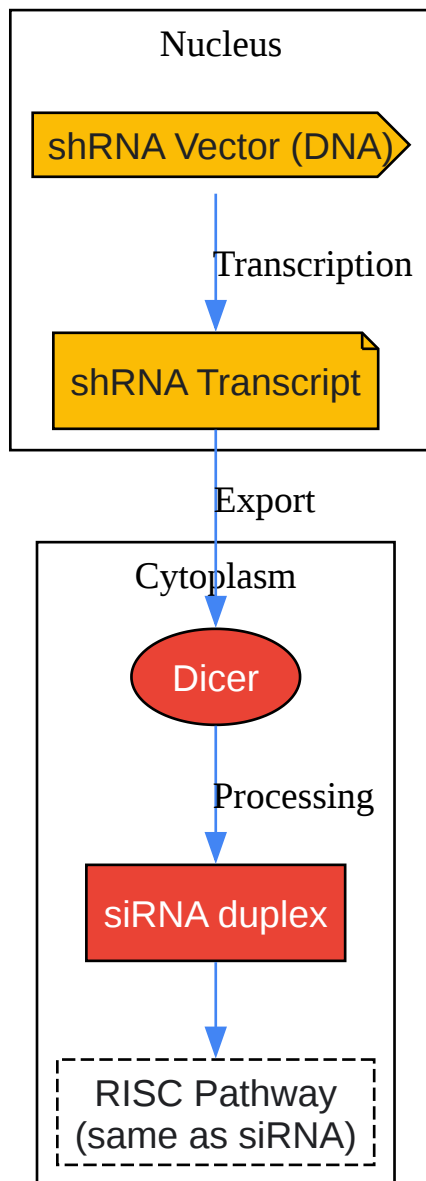 Nucleus
shRNA Vector (DNA)
Transcription
shRNA Transcript
Export
Cytoplasm
Dicer
Processing
siRNA duplex
RISC Pathway
(same as siRNA)